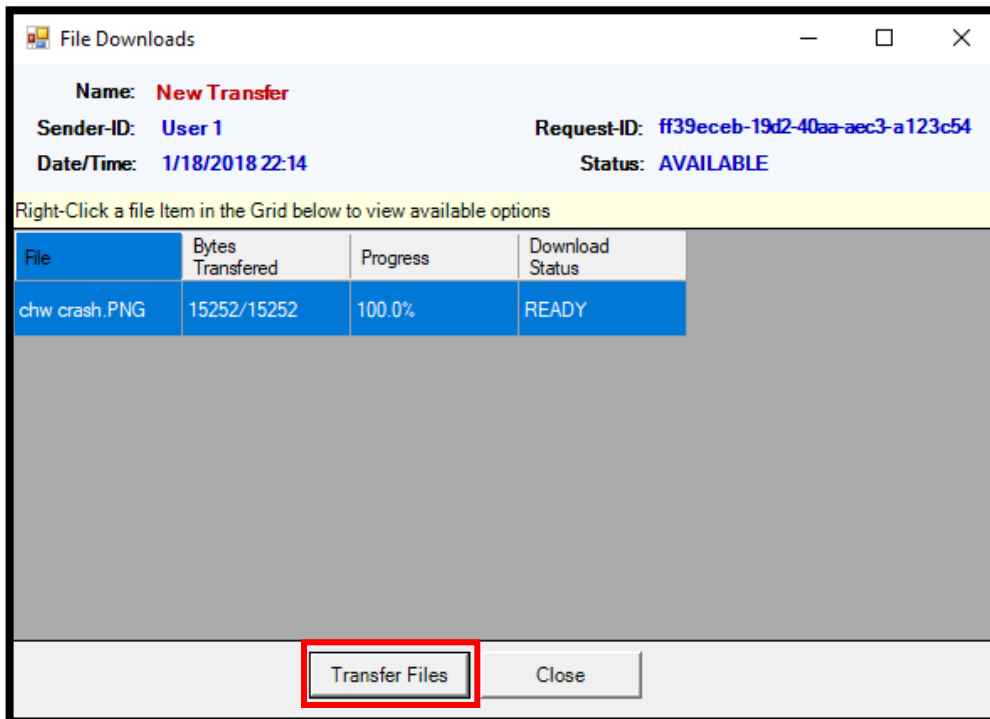 File Downloads
Name: New Transfer
Sender-ID: User 1 Request-ID: ff39eceb-19d2-40aa-aec3-a123c54
Date/Time: 1/18/2018 22:14 Status: AVAILABLE
Right-Click a file Item in the Grid below to view available options
File Bytes Transfered Progress Download Status
chw crash.PNG 15252/15252 100.0% READY
Transfer Files Close